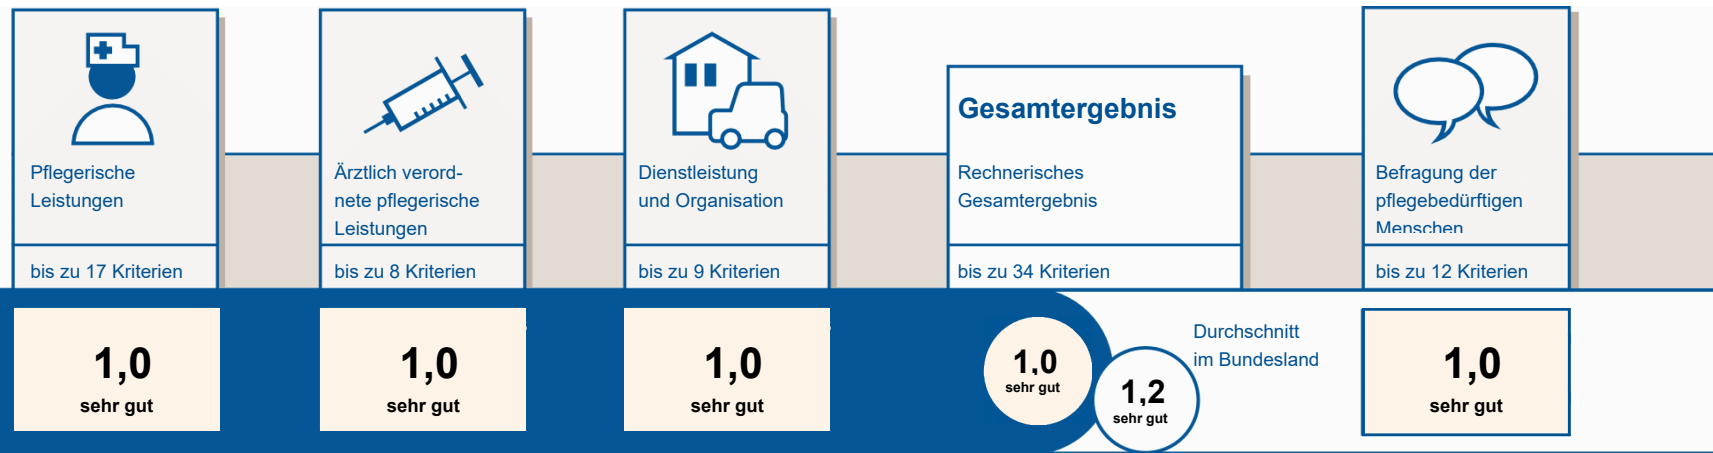 Pflegerische
Leistungen
bis zu 17 Kriterien
1,0
sehr gut
Ärztlich verord-
nete pflegerische
Leistungen
bis zu 8 Kriterien
1,0
sehr gut
Dienstleistung
und Organisation
bis zu 9 Kriterien
1,0
sehr gut
Gesamtergebnis
Rechnerisches
Gesamtergebnis
bis zu 34 Kriterien
1,0
sehr gut
1,2
sehr gut
Durchschnitt
im Bundesland
Befragung der
pflegebedürftigen
Menschen
bis zu 12 Kriterien
1,0
sehr gut